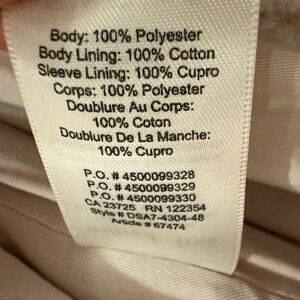 Body: 100% Polyester
Body Lining: 100% Cotton
Sleeve Lining: 100% Cupro
Corps: 100% Polyester
Doublure Au Corps:
100% Coton
Doublure De La Manche:
100% Cupro
P.O. # 4500099328
P.O. # 4500099329
P.O. # 4500099330
CA 23725 RN 122354
Style # DSA7-4304-48
Article # 67474